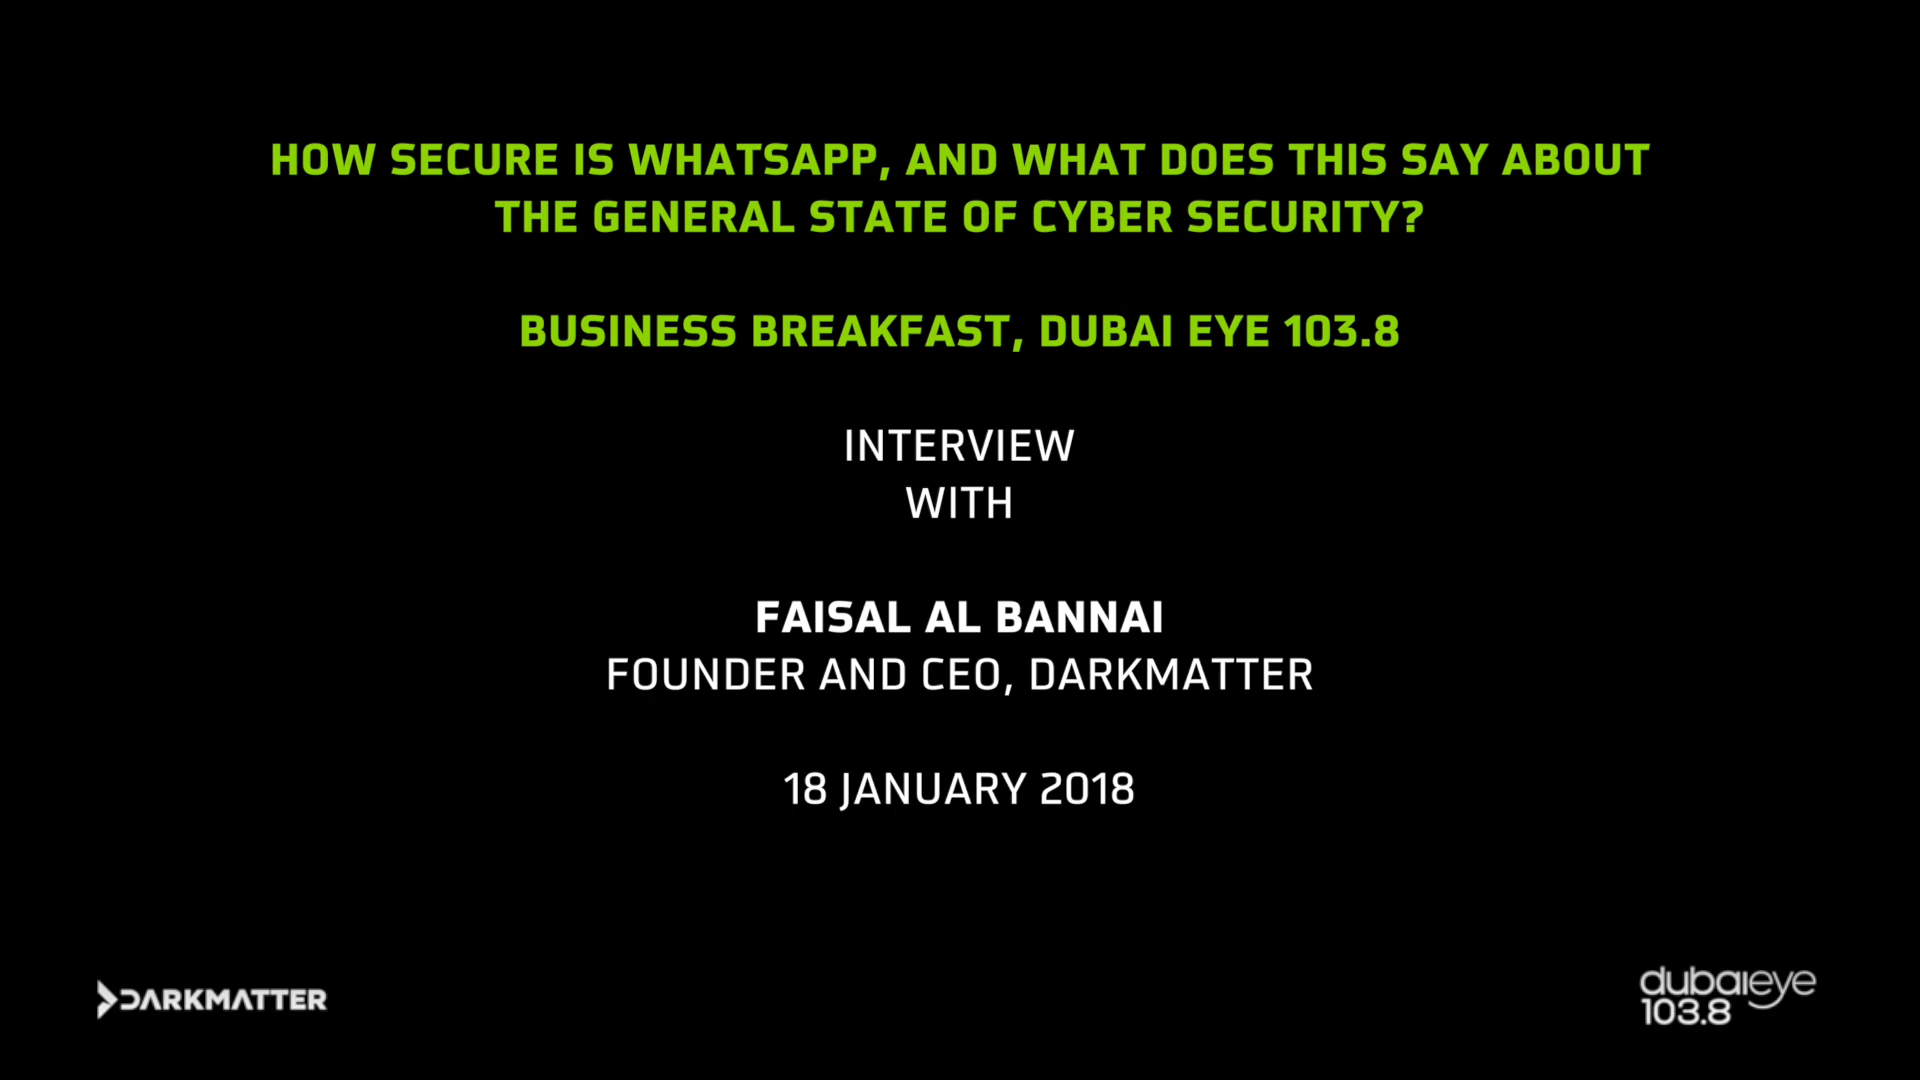 HOW SECURE IS WHATSAPP, AND WHAT DOES THIS SAY ABOUT
THE GENERAL STATE OF CYBER SECURITY?
BUSINESS BREAKFAST, DUBAI EYE 103.8
INTERVIEW
WITH
FAISAL AL BANNAI
FOUNDER AND CEO, DARKMATTER
18 JANUARY 2018
DARKMATTER
dubaieye
103.8